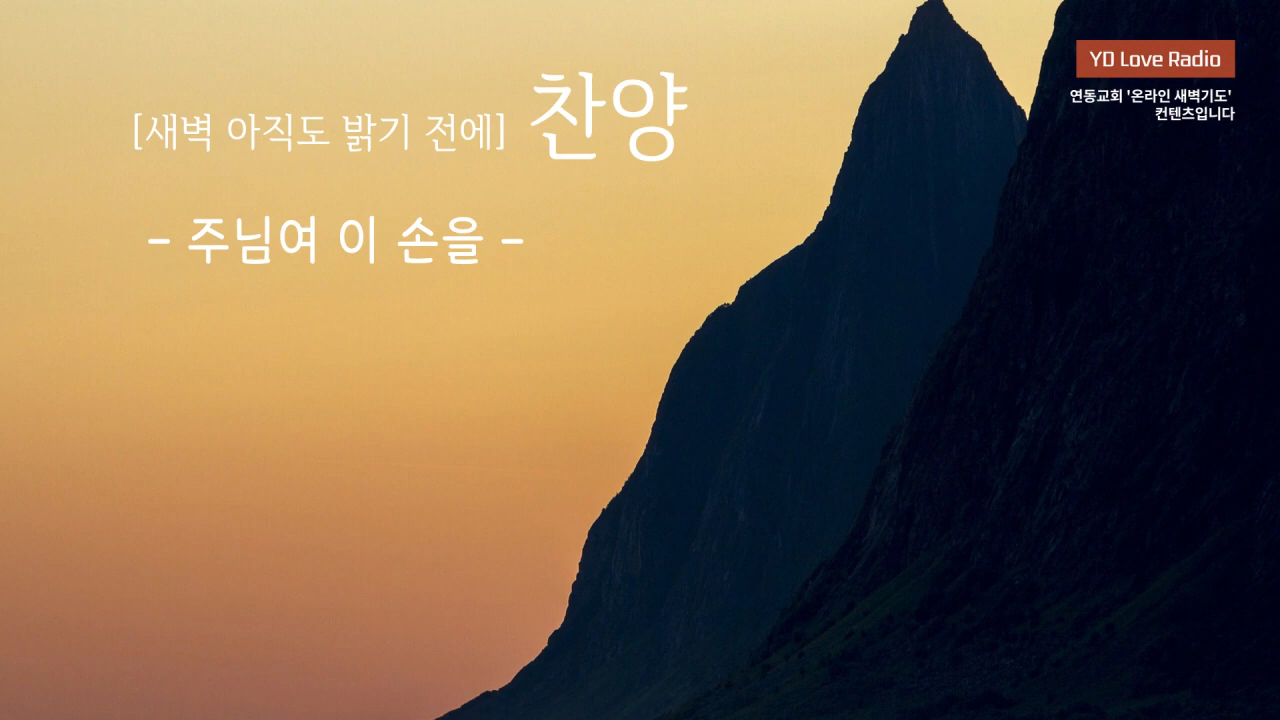 [새벽 아직도 밝기 전에] 찬양
- 주님여 이 손을 -
YD Love Radio
연동교회 '온라인 새벽기도'
컨텐츠입니다